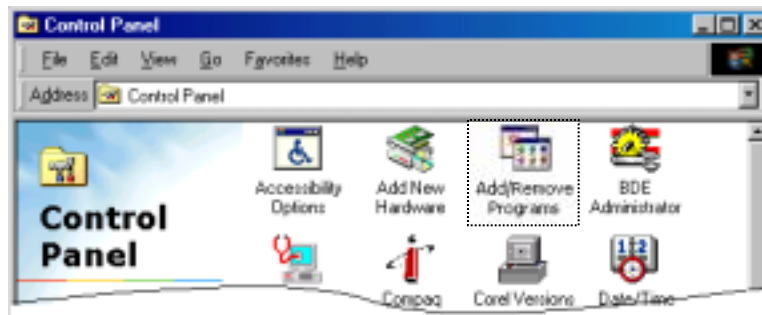 Control Panel
File Edit View Go Favorites Help
Address Control Panel
Control
Panel
Accessibility
Options
Add New
Hardware
Add/Remove
Programs
BDE
Administrator
Compaq
Corel Versions
Date/Time
12